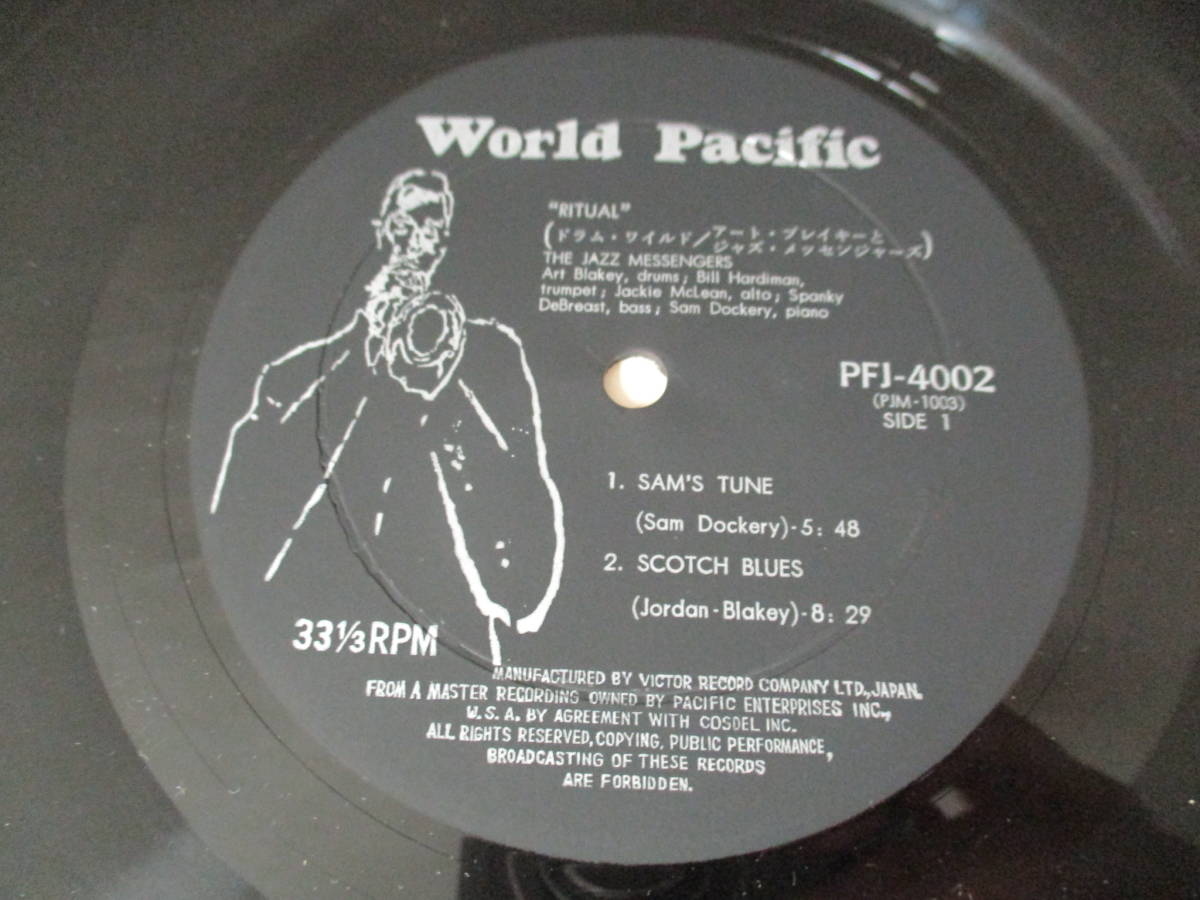 World Pacific
"RITUAL"
(ドラム・ワイルド/アート・ブレイキーと
ジャズ・メッセンジャーズ)
THE JAZZ MESSENGERS
Art Blakey, drums; Bill Hardiman,
trumpet; Jackie McLean, alto; Spanky
DeBreast, bass; Sam Dockery, piano
PFJ-4002
(PJM-1003)
SIDE 1
1. SAM'S TUNE
(Sam Dockery)-5:48
2. SCOTCH BLUES
(Jordan-Blakey)-8:29
33⅓RPM
MANUFACTURED BY VICTOR RECORD COMPANY LTD., JAPAN.
FROM A MASTER RECORDING OWNED BY PACIFIC ENTERPRISES INC.,
U.S.A. BY AGREEMENT WITH COSDEL INC.
ALL RIGHTS RESERVED, COPYING, PUBLIC PERFORMANCE,
BROADCASTING OF THESE RECORDS
ARE FORBIDDEN.